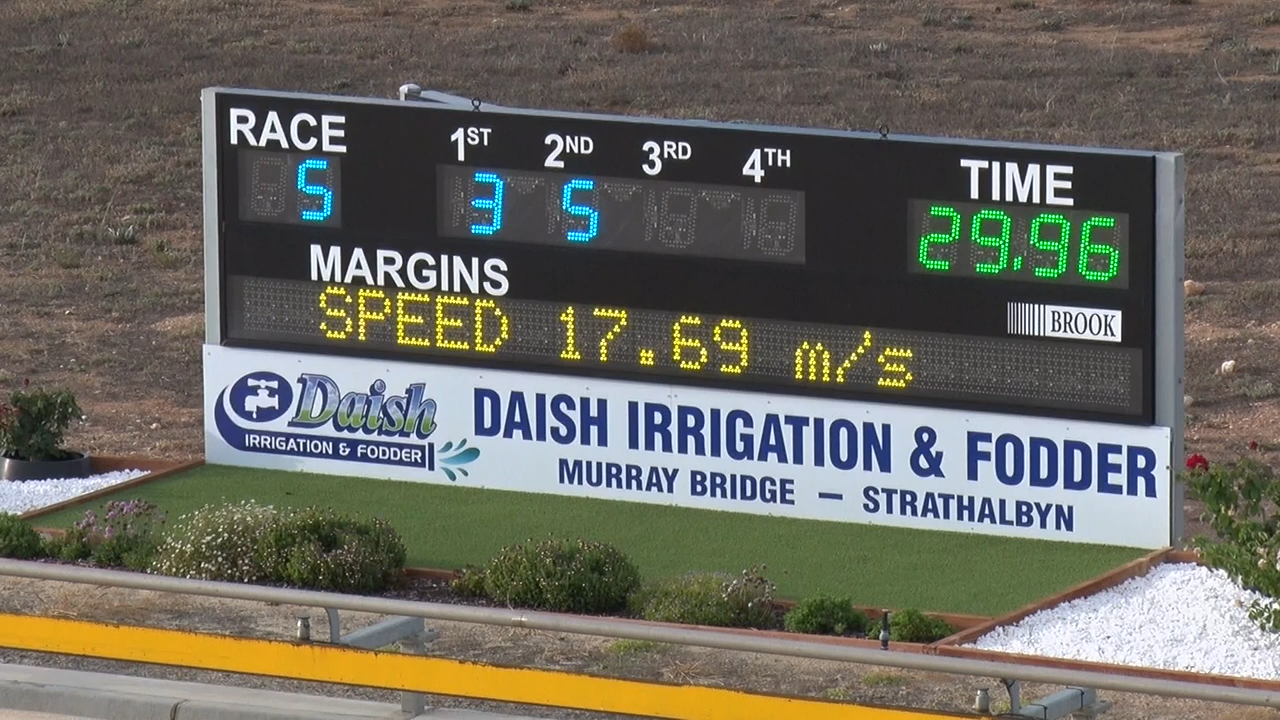 RACE 1ST 2ND 3RD 4TH TIME
5 3 5 29.96
MARGINS
BROOK
SPEED 17.69 m/s
Daish
IRRIGATION & FODDER
DAISH IRRIGATION & FODDER
MURRAY BRIDGE — STRATHALBYN